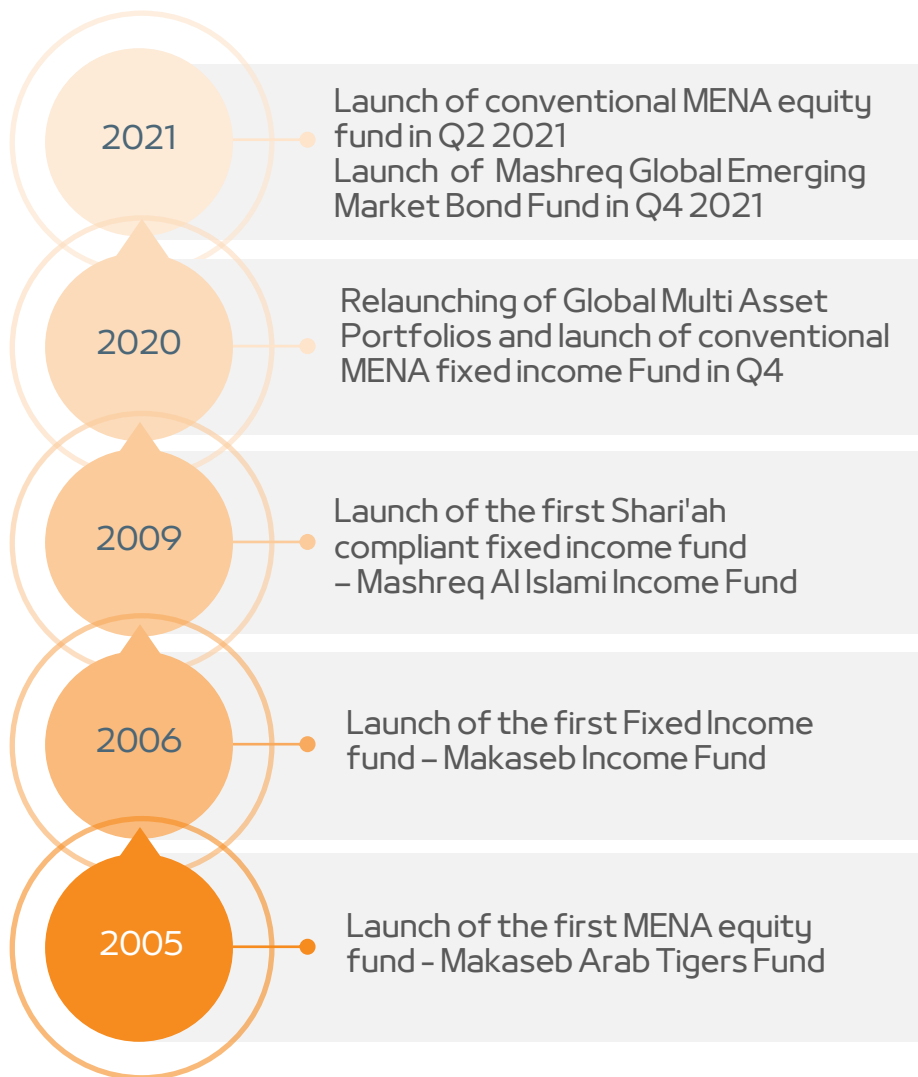 2021
Launch of conventional MENA equity
fund in Q2 2021
Launch of Mashreq Global Emerging
Market Bond Fund in Q4 2021
2020
Relaunching of Global Multi Asset
Portfolios and launch of conventional
MENA fixed income Fund in Q4
2009
Launch of the first Shari'ah
compliant fixed income fund
– Mashreq Al Islami Income Fund
2006
Launch of the first Fixed Income
fund – Makaseb Income Fund
2005
Launch of the first MENA equity
fund - Makaseb Arab Tigers Fund